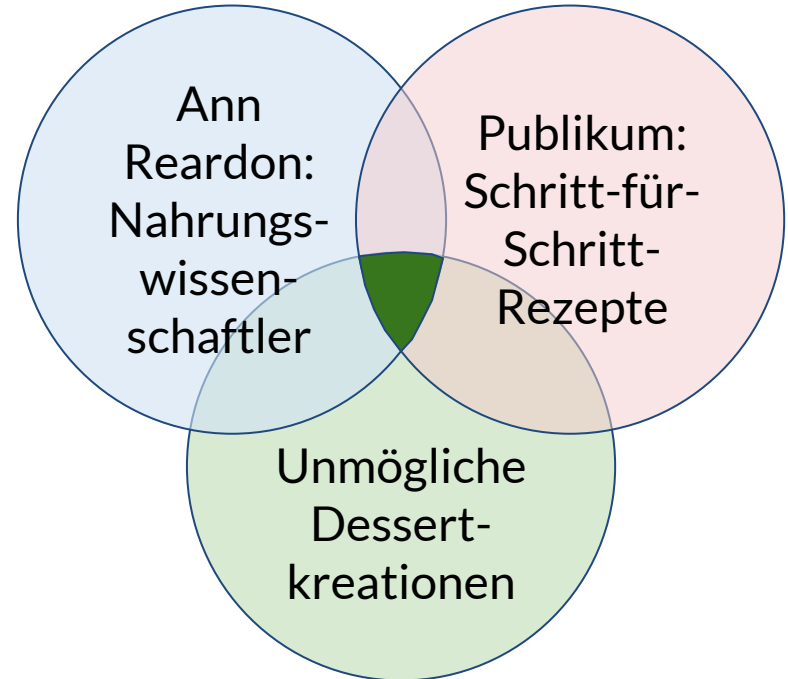 Ann
Reardon:
Nahrungs-
wissen-
schaftler
Publikum:
Schritt-für-
Schritt-
Rezepte
Unmögliche
Dessert-
kreationen